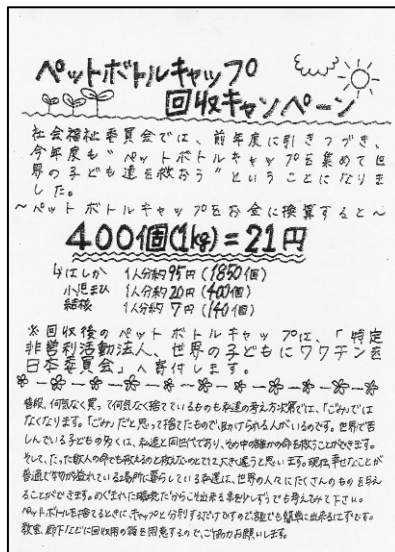 ペットボトルキャップ
回収キャンペーン
社会福祉委員会では、前年度に引きつづき、
今年度も“ペットボトルキャップを集めて世
界の子ども達を救おう”ということになりま
した。
～ペットボトルキャップをお金に換算すると～
400個(1kg)=21円
↳はしか 1人分約95円(1850個)
小児まひ 1人分約20円(400個)
結核 1人分約7円(140個)
※回収後のペットボトルキャップは、「特定
非営利活動法人、世界の子どもにワクチンを
日本委員会」へ寄付します。
普段、何気なく買って何気なく捨てているものも私達の考え方次第では、「ごみ」では
なくなります。「ごみ」だと思って捨てたもので、助けられる人がいるのです。世界で苦
しんでいる子どもの多くは、私達と同世代であり、その中の誰かの命を救うことができます。
そして、たった数人の命でも救えるのと救えないのとでは大きく違うと思います。現在、幸せなことが
普通で物が溢れている場所に暮らしている私達は、世界の人々にたくさんのものを与え
ることができます。めぐまれた環境だからこそ出来る事を少しずつでも考えてみて下さい。
ペットボトルを捨てるときにキャップと分別するだけですので、誰でも簡単に出来るはずです。
教室、廊下などに回収用の箱を用意するので、ご協力お願いします。